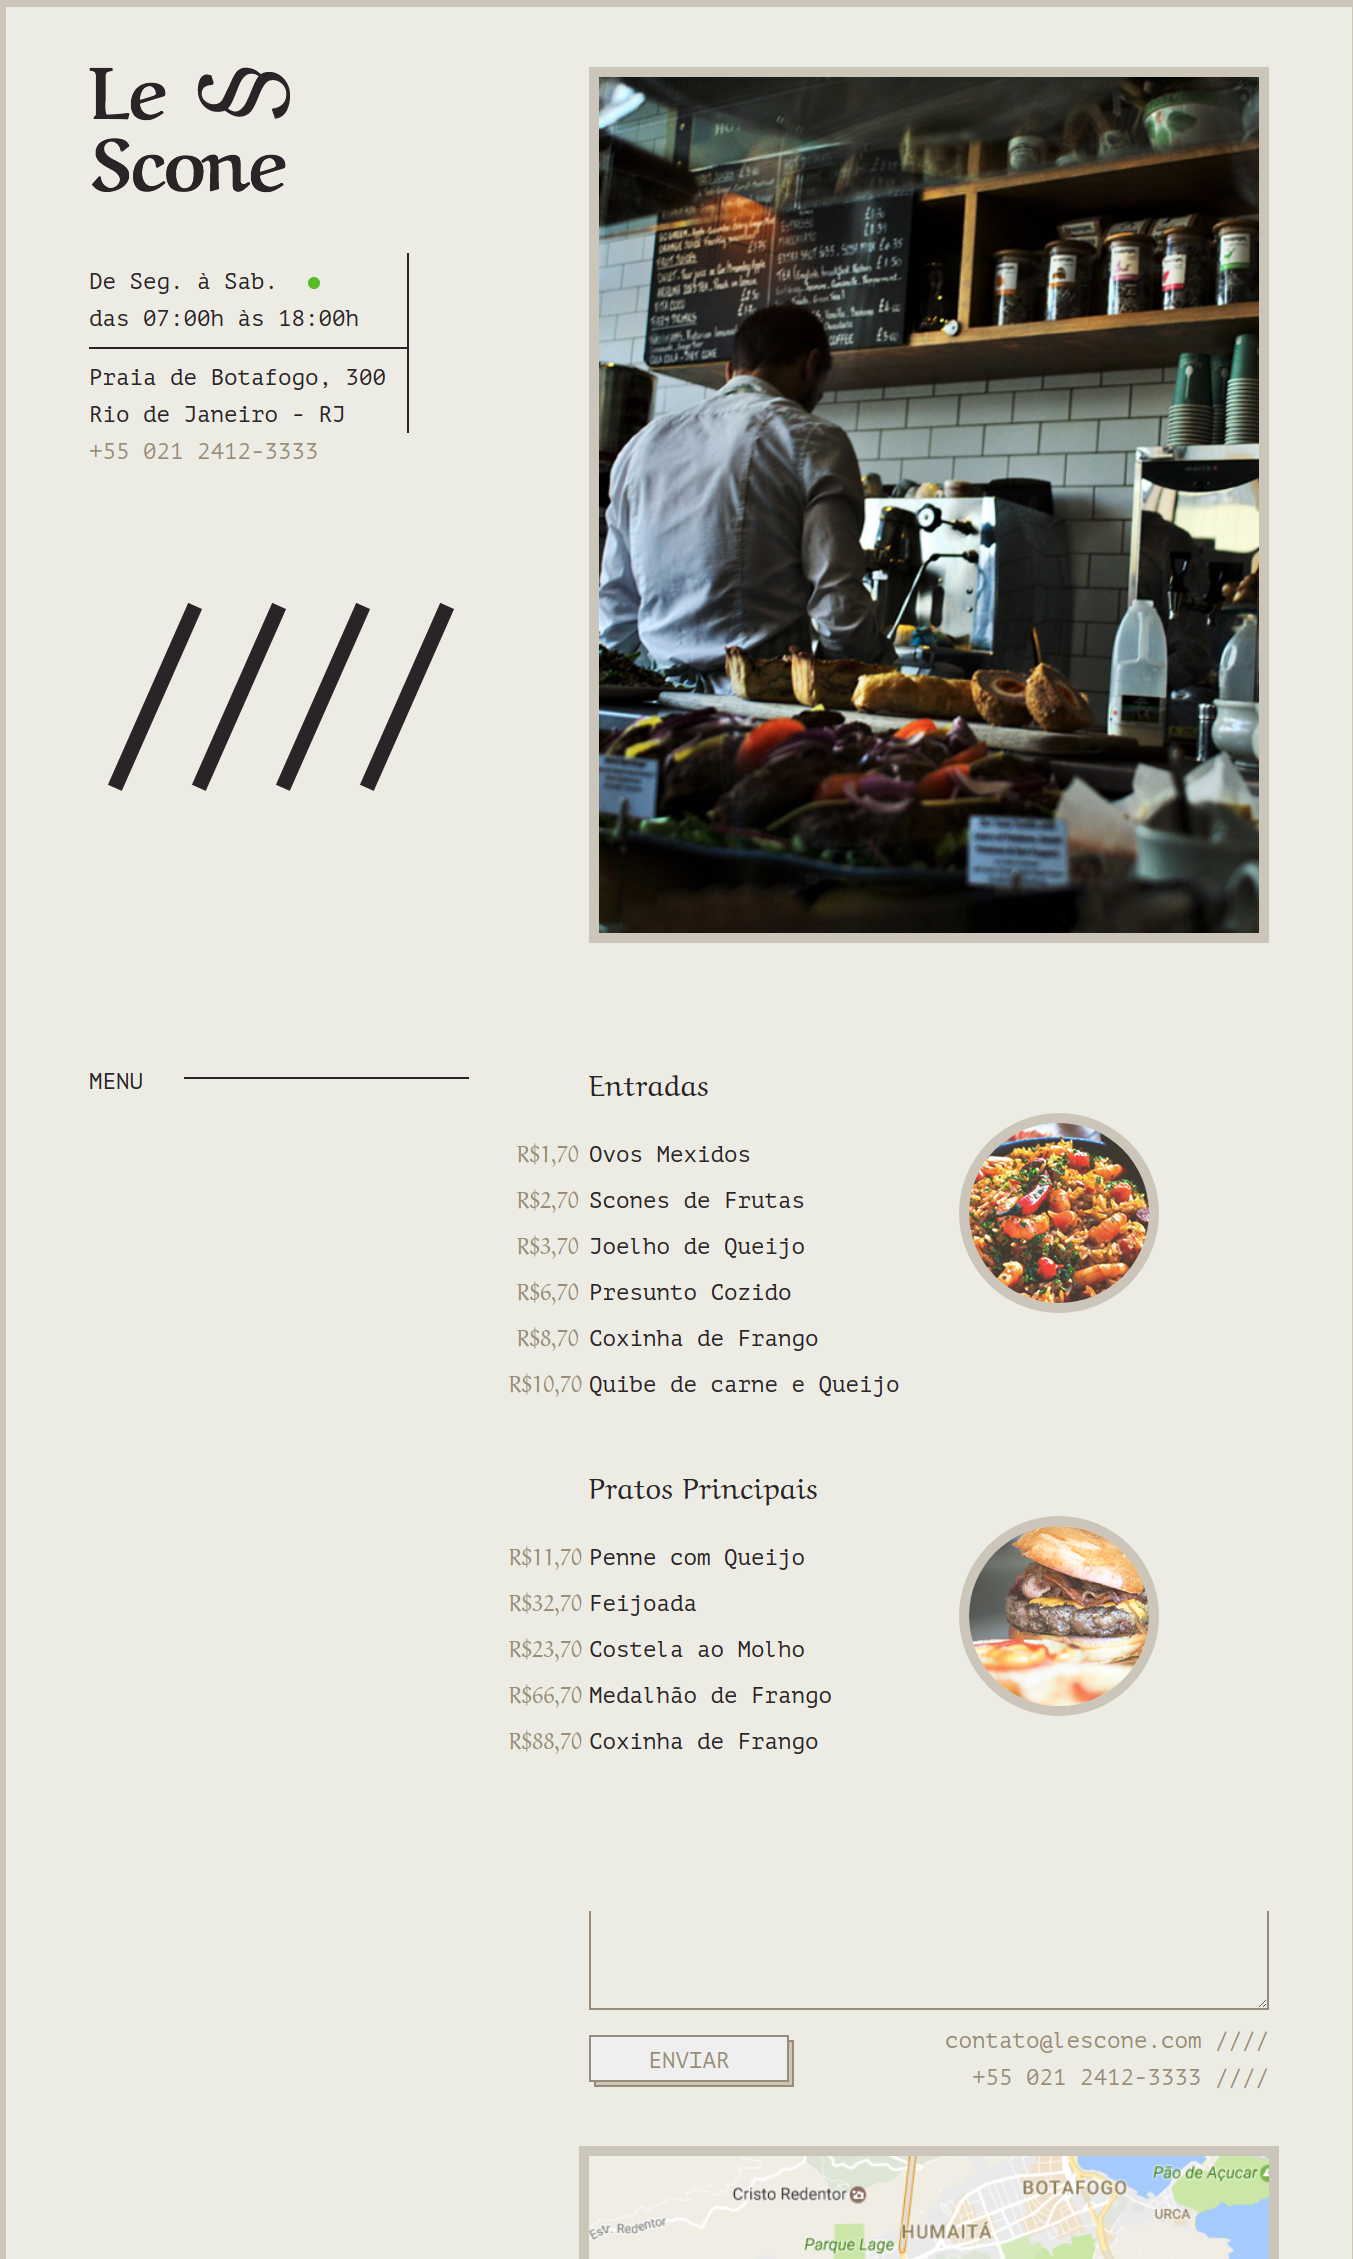 Le
Scone
De Seg. à Sab.
das 07:00h às 18:00h
Praia de Botafogo, 300
Rio de Janeiro - RJ
+55 021 2412-3333
////
MENU
Entradas
R$1,70 Ovos Mexidos
R$2,70 Scones de Frutas
R$3,70 Joelho de Queijo
R$6,70 Presunto Cozido
R$8,70 Coxinha de Frango
R$10,70 Quibe de carne e Queijo
Pratos Principais
R$11,70 Penne com Queijo
R$32,70 Feijoada
R$23,70 Costela ao Molho
R$66,70 Medalhão de Frango
R$88,70 Coxinha de Frango
ENVIAR
contato@lescone.com ////
+55 021 2412-3333 ////
Pão de Açucar
Cristo Redentor
BOTAFOGO
URCA
Estr. Redentor
HUMAITÁ
Parque Lage